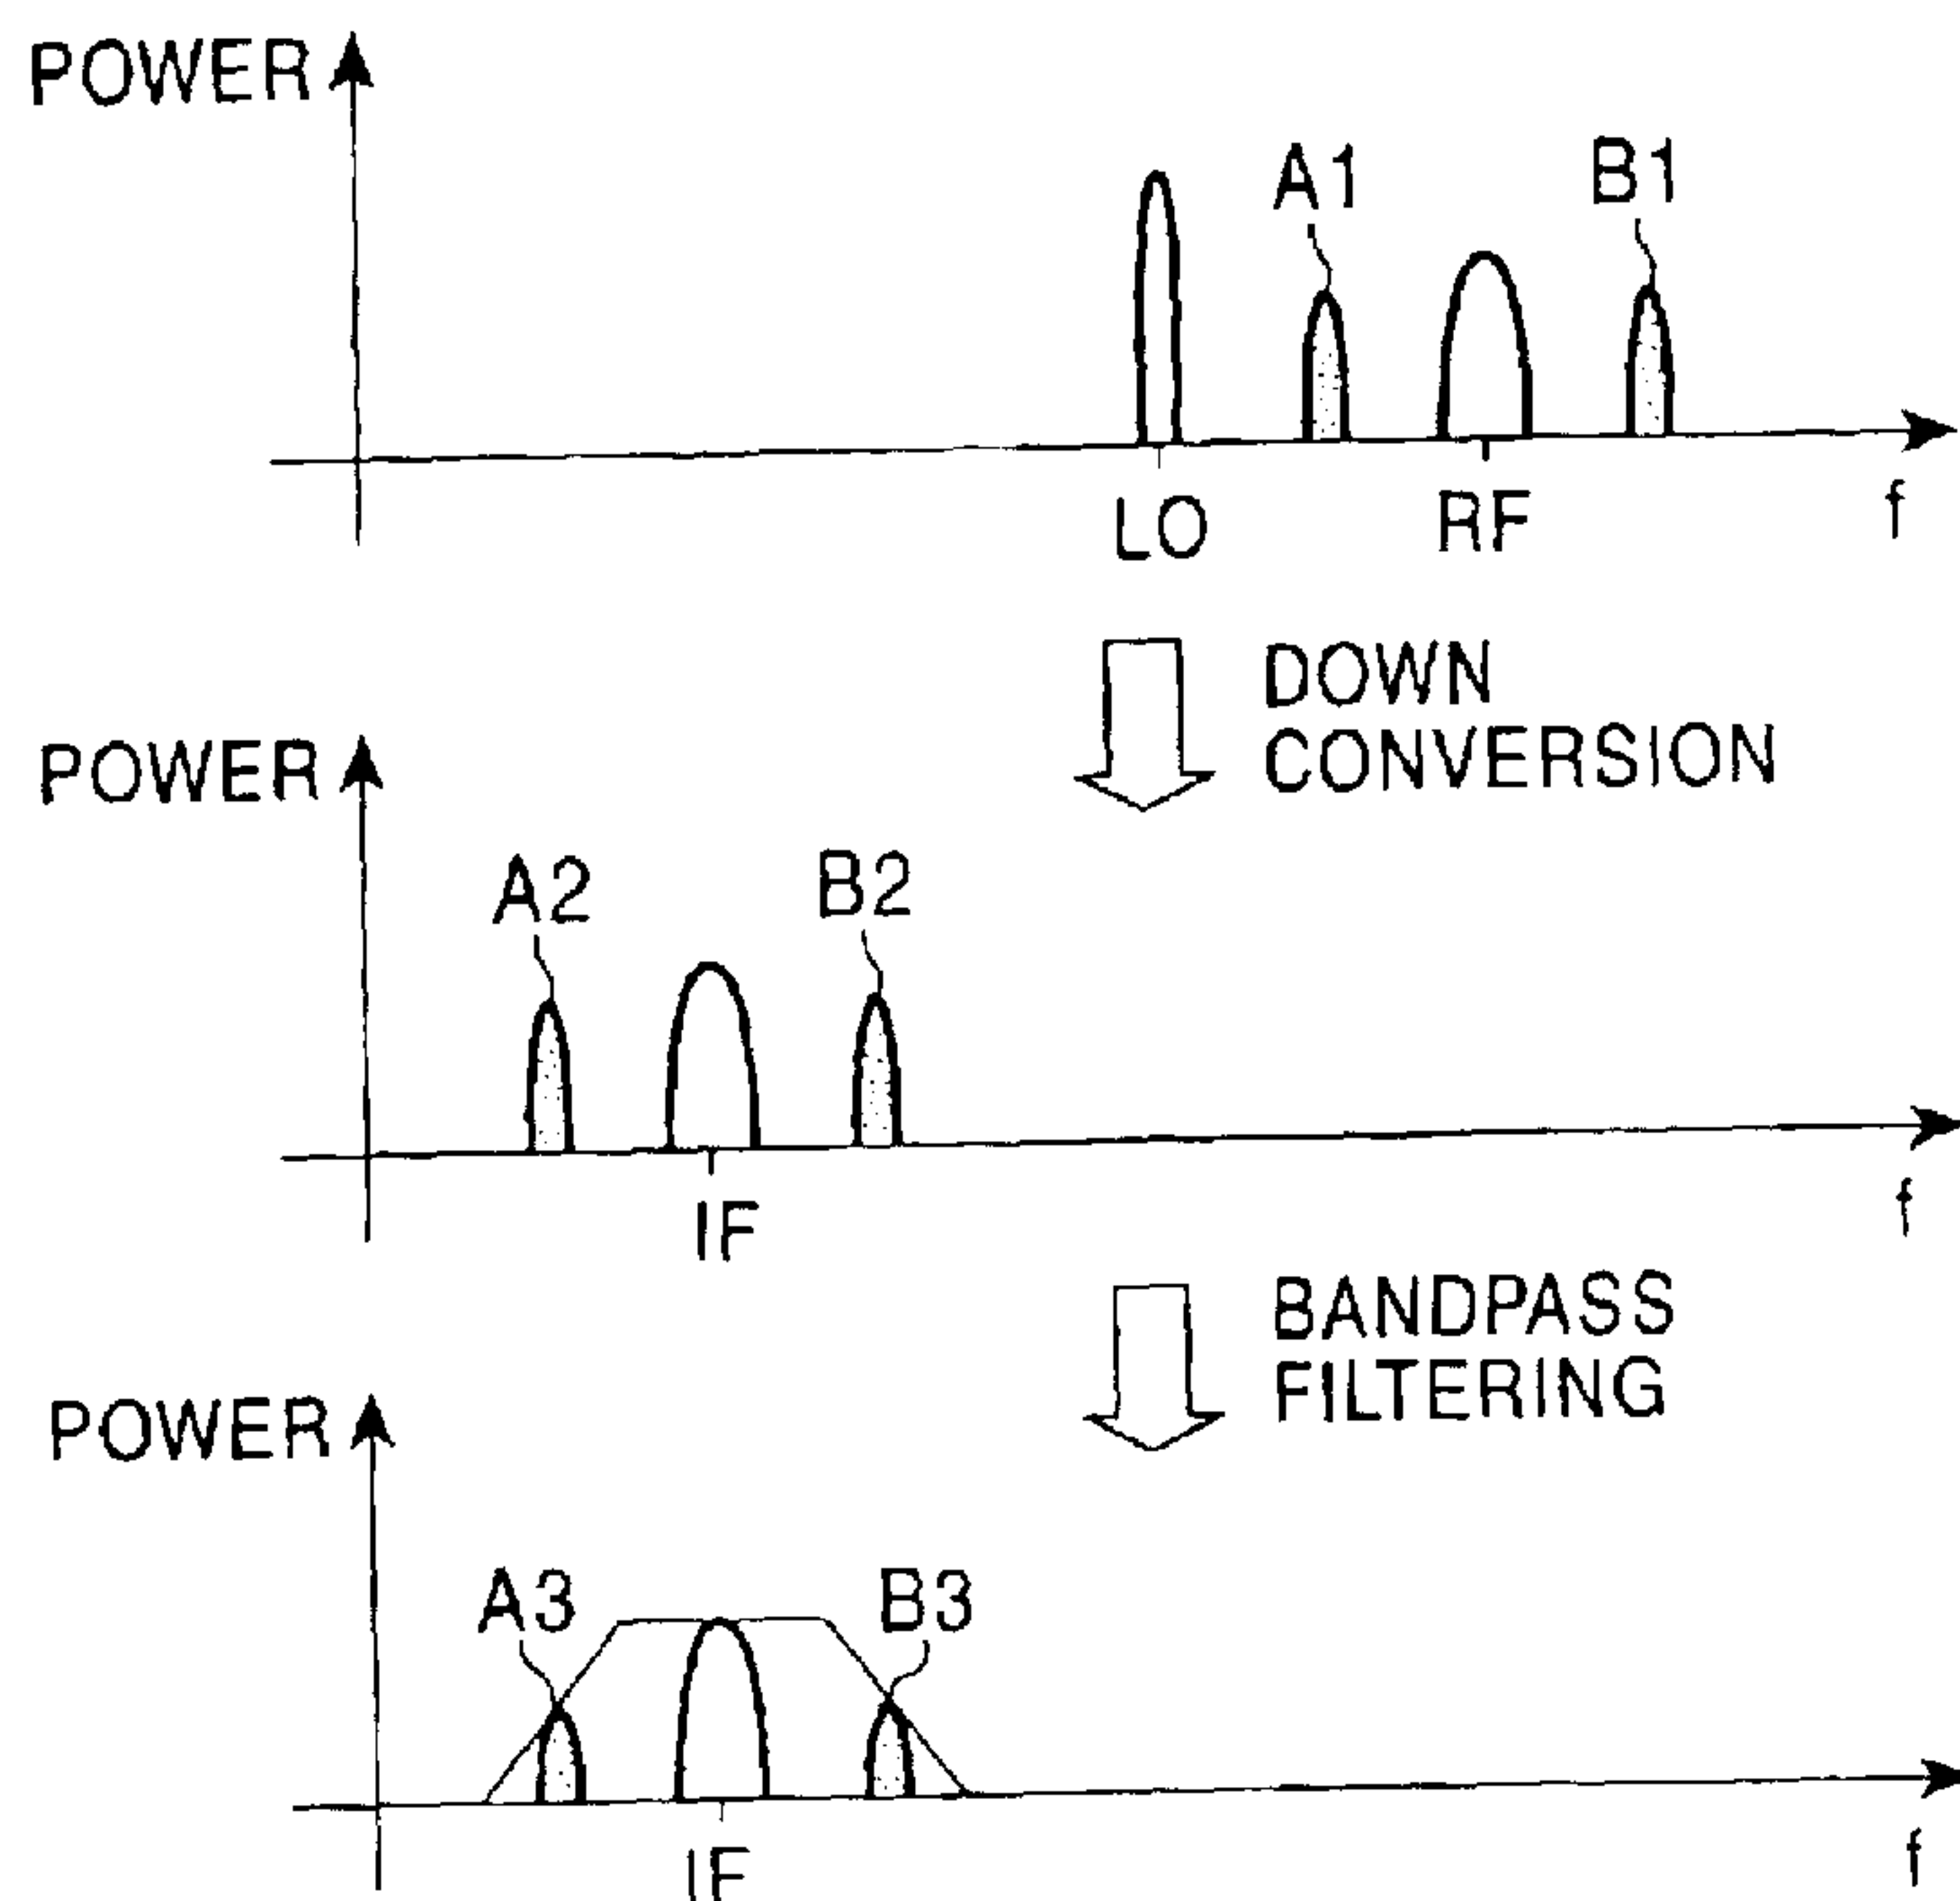 POWER
A1
B1
LO
RF
f
DOWN
CONVERSION
POWER
A2
B2
IF
f
BANDPASS
FILTERING
POWER
A3
B3
IF
f